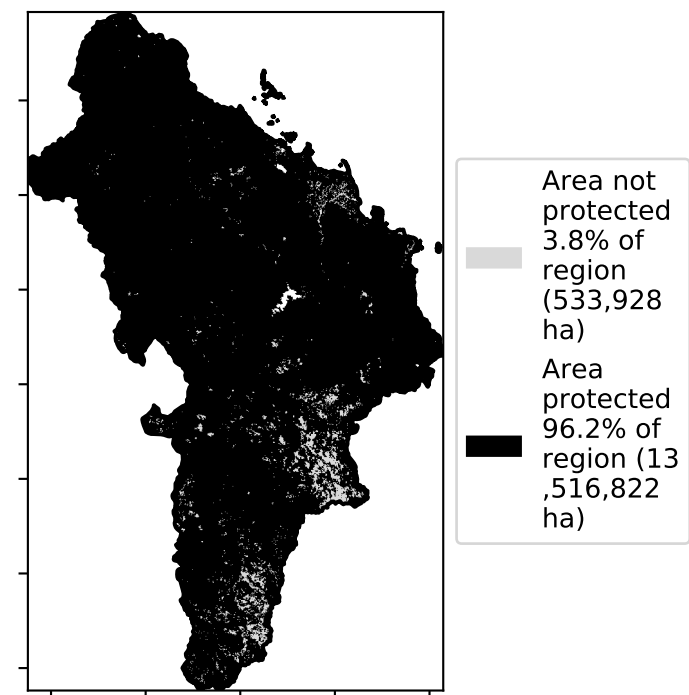 Area not
protected
3.8% of
region
(533,928
ha)
Area
protected
96.2% of
region (13
,516,822
ha)